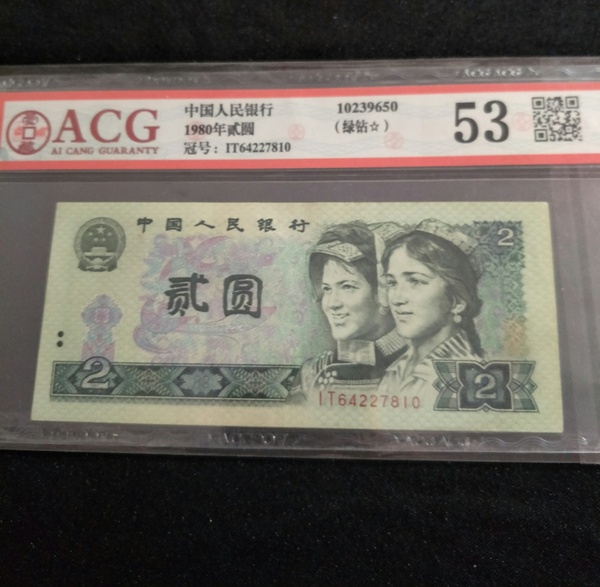 ACG
AI CANG GUARANTY
中国人民银行
1980年贰圆
冠号：IT64227810
10239650
（绿钻☆）
53
中国人民银行
2
贰圆
2
IT64227810
2